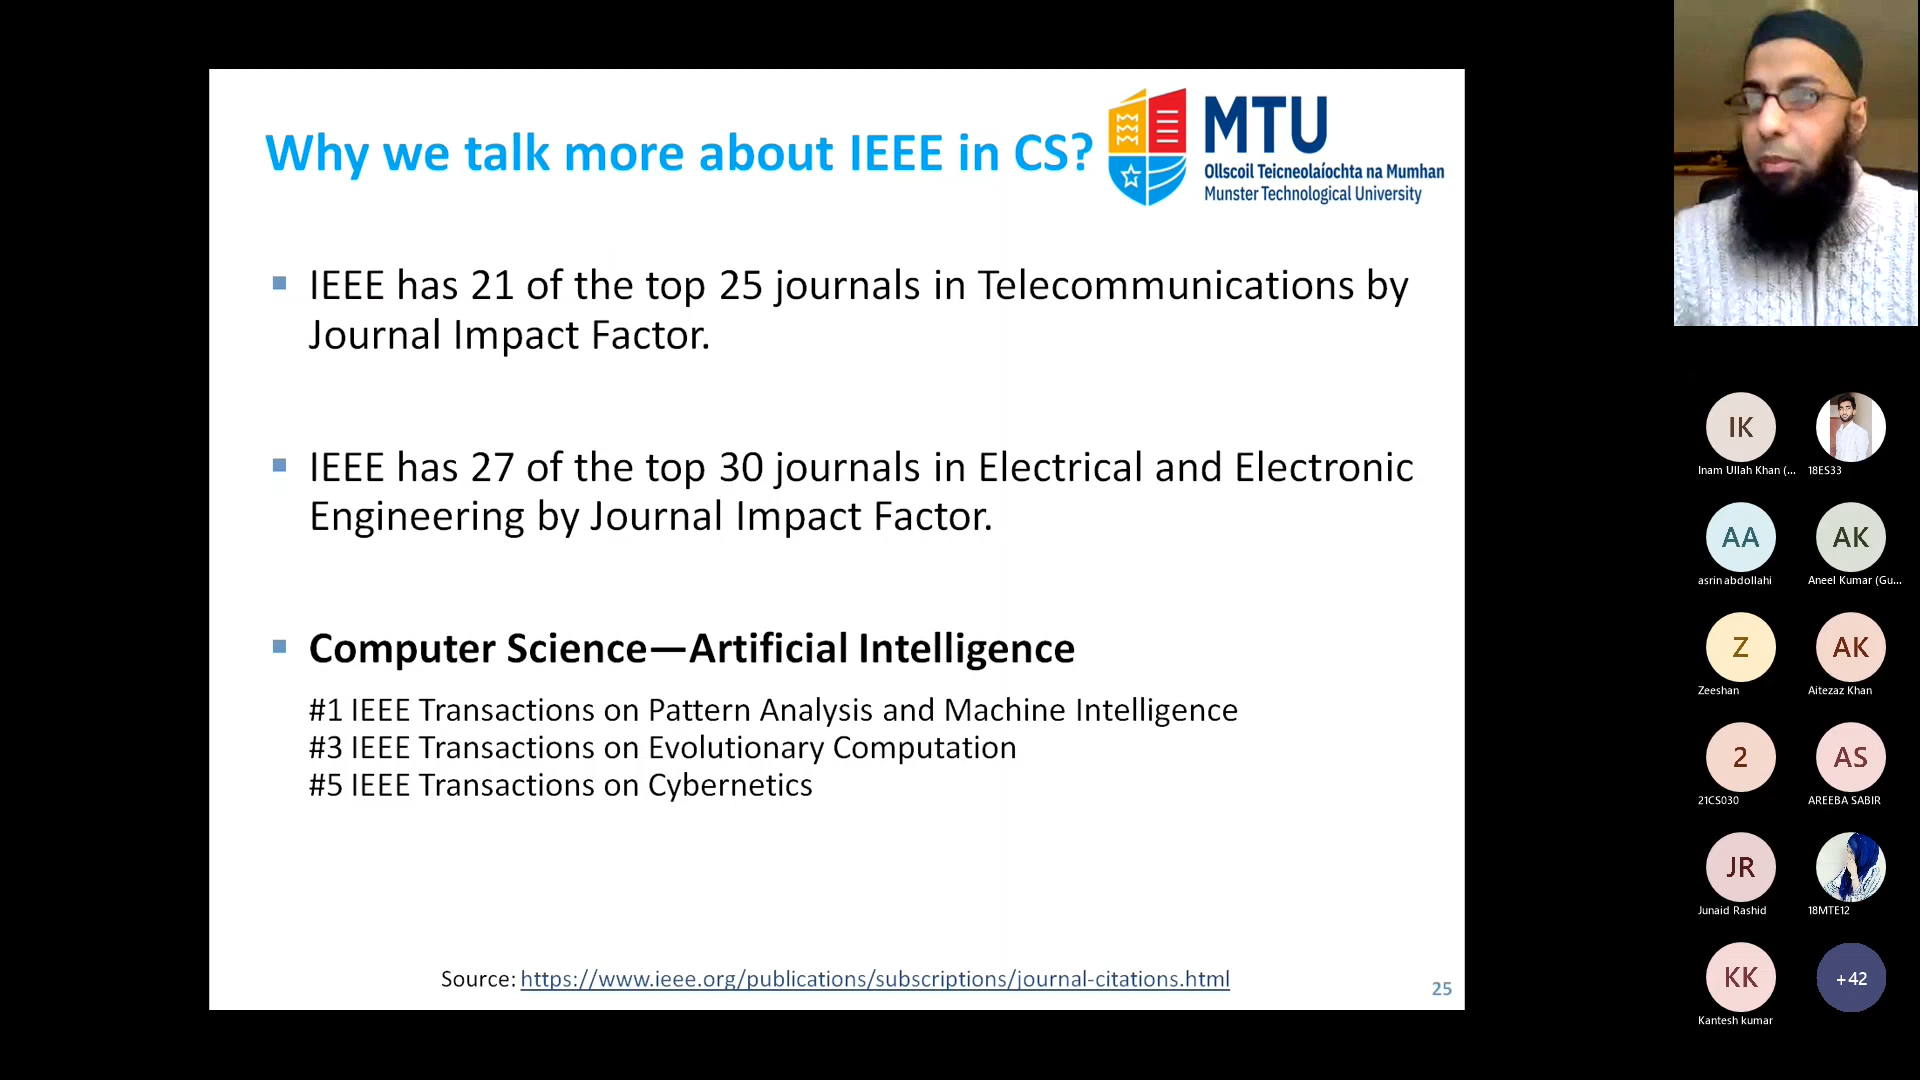 Why we talk more about IEEE in CS?
MTU
Ollscoil Teicneolaíochta na Mumhan
Munster Technological University
IEEE has 21 of the top 25 journals in Telecommunications by
Journal Impact Factor.
IEEE has 27 of the top 30 journals in Electrical and Electronic
Engineering by Journal Impact Factor.
Computer Science—Artificial Intelligence
#1 IEEE Transactions on Pattern Analysis and Machine Intelligence
#3 IEEE Transactions on Evolutionary Computation
#5 IEEE Transactions on Cybernetics
Source: https://www.ieee.org/publications/subscriptions/journal-citations.html
25
IK
Inam Ullah Khan (...
18ES33
AA
asrin abdollahi
AK
Aneel Kumar (Gu...
Z
Zeeshan
AK
Aitezaz Khan
2
21CS030
AS
AREEBA SABIR
JR
Junaid Rashid
18MTE12
KK
Kantesh kumar
+42